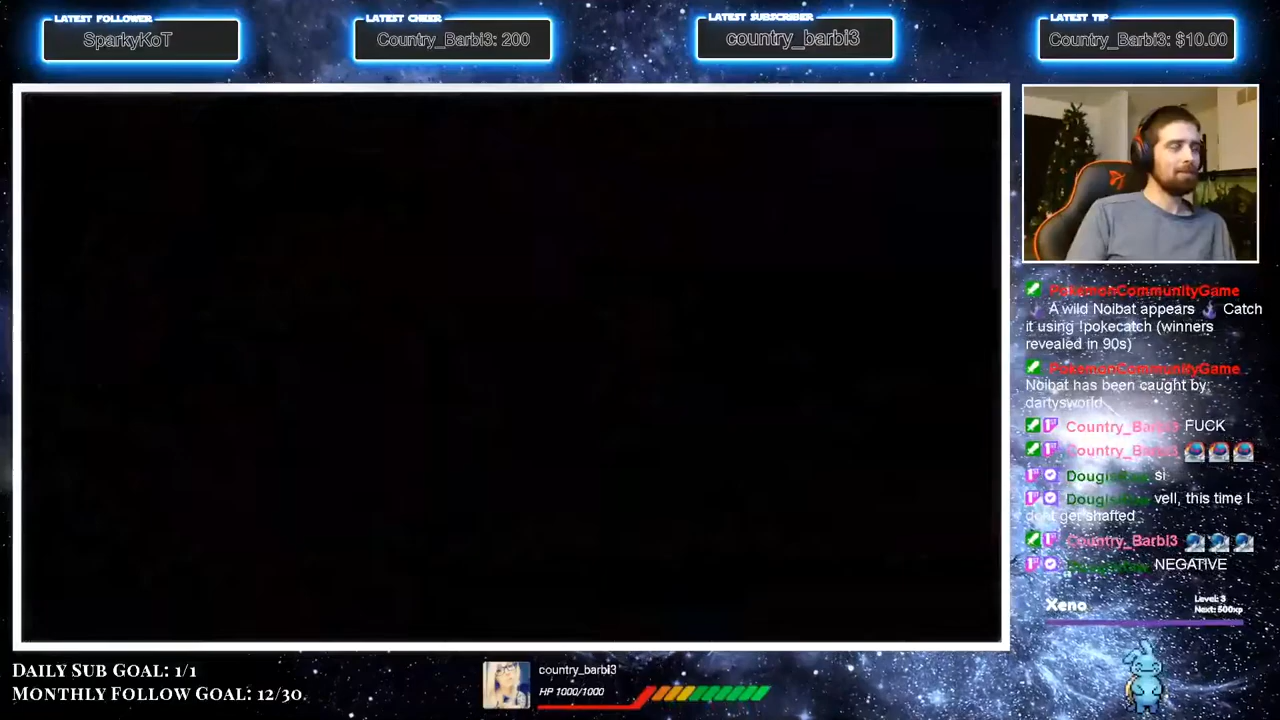 LATEST FOLLOWER
SparkyKoT
LATEST CHEER
Country_Barbi3: 200
LATEST SUBSCRIBER
country_barbi3
LATEST TIP
Country_Barbi3: $10.00
PokemonCommunityGame
A wild Noibat appears Catch
it using !pokecatch (winners
revealed in 90s)
PokemonCommunityGame
Noibat has been caught by:
dartysworld
Country_Barbi3 FUCK
Country_Barbi3
si
vell, this time I
dont get shafted
Country_Barbi3
NEGATIVE
Xeno
Level: 3
Next: 500xp
DAILY SUB GOAL: 1/1
MONTHLY FOLLOW GOAL: 12/30
country_barbi3
HP 1000/1000